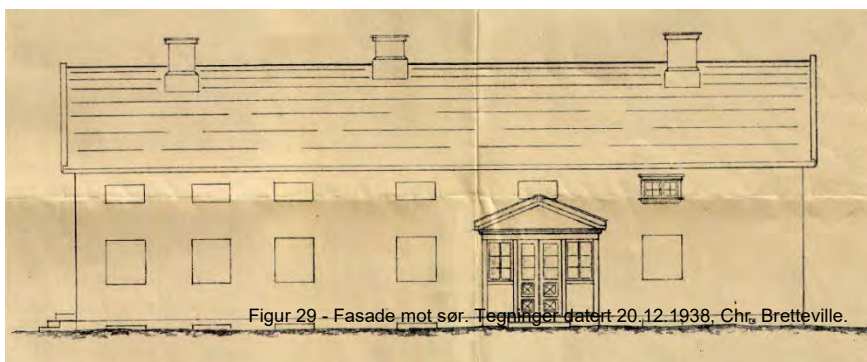 Figur 29 - Fasade mot sør. Tegninger datert 20.12.1938, Chr. Bretteville.